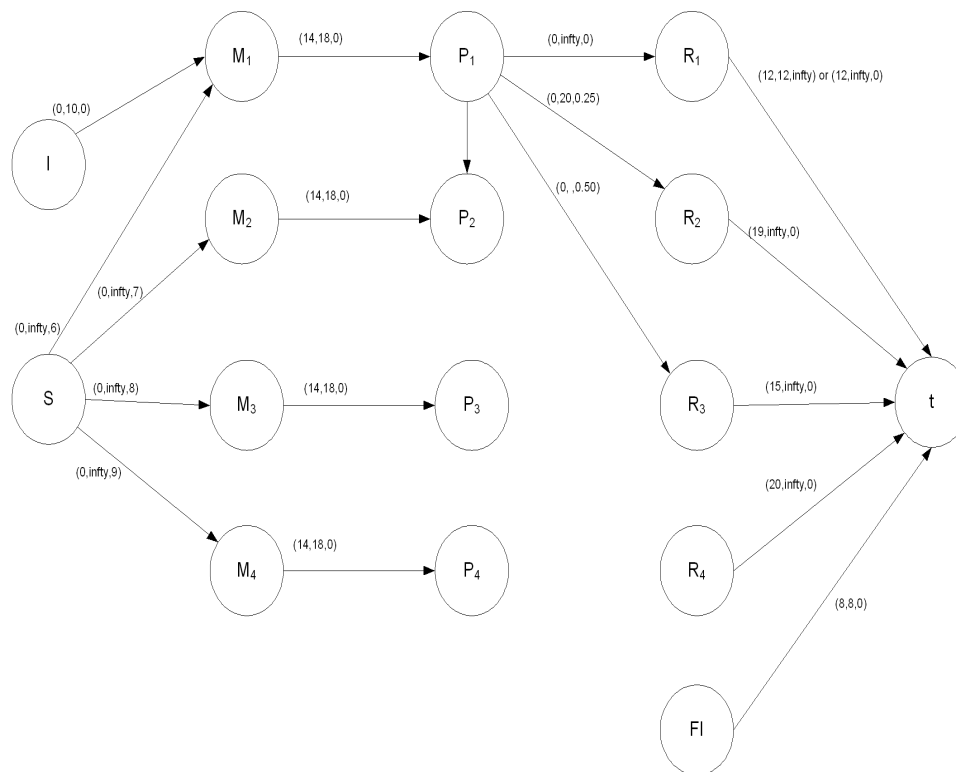 M₁ (14,18,0) P₁ (0,infty,0) R₁
(12,12,infty) or (12,infty,0)
(0,10,0) (0,20,0.25)
I
(0, ,0.50)
M₂ (14,18,0) P₂ R₂
(19,infty,0)
(0,infty,7)
(0,infty,6)
S (0,infty,8) M₃ (14,18,0) P₃ R₃ (15,infty,0) t
(0,infty,9)
(20,infty,0)
M₄ (14,18,0) P₄ R₄
(8,8,0)
FI